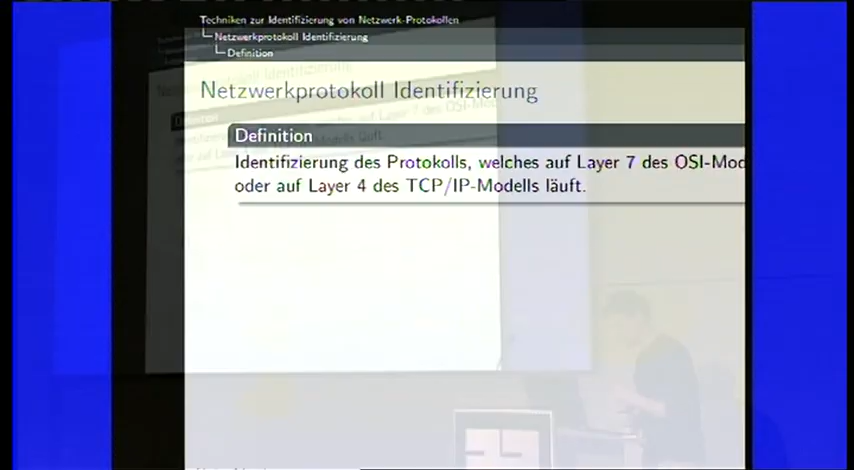 Techniken zur Identifizierung von Netzwerk-Protokollen
Netzwerkprotokoll Identifizierung
Definition
Netzwerkprotokoll Identifizierung
Definition
Identifizierung des Protokolls, welches auf Layer 7 des OSI-Mod
oder auf Layer 4 des TCP/IP-Modells läuft.